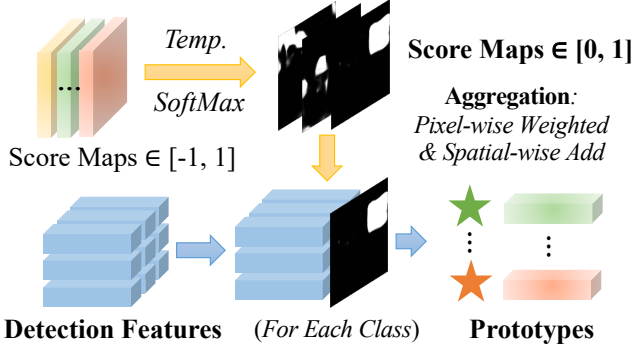 Temp.
SoftMax
Score Maps ∈ [-1, 1]
Score Maps ∈ [0, 1]
Aggregation:
Pixel-wise Weighted
& Spatial-wise Add
Detection Features
(For Each Class)
Prototypes